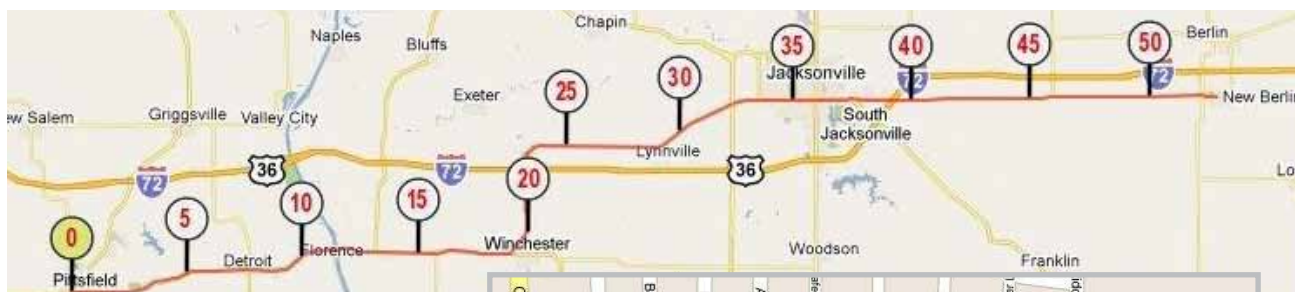 Chapin
Naples
Bluffs
35
40
45
50
Berlin
Jacksonville
72
72
30
25
Exeter
New Berlin
ew Salem
Griggsville
Valley City
South
Jacksonville
Lynnville
36
72
36
72
20
Lo
15
10
5
0
Winchester
Florence
Woodson
Detroit
Franklin
Pittsfield